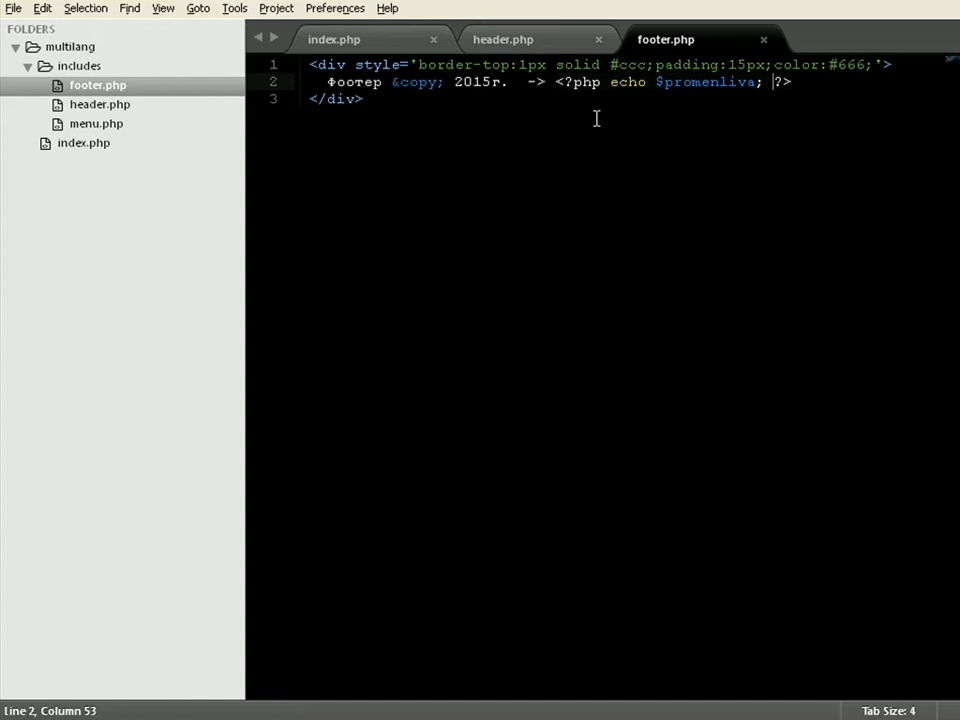 File Edit Selection Find View Goto Tools Project Preferences Help
FOLDERS
multilang
includes
footer.php
header.php
menu.php
index.php
index.php × header.php × footer.php ×
1 <div style='border-top:1px solid #ccc;padding:15px;color:#666;'>
2 Футер &copy; 2015г. -> <?php echo $promenliva; ?>
3 </div>
Line 2, Column 53 Tab Size: 4